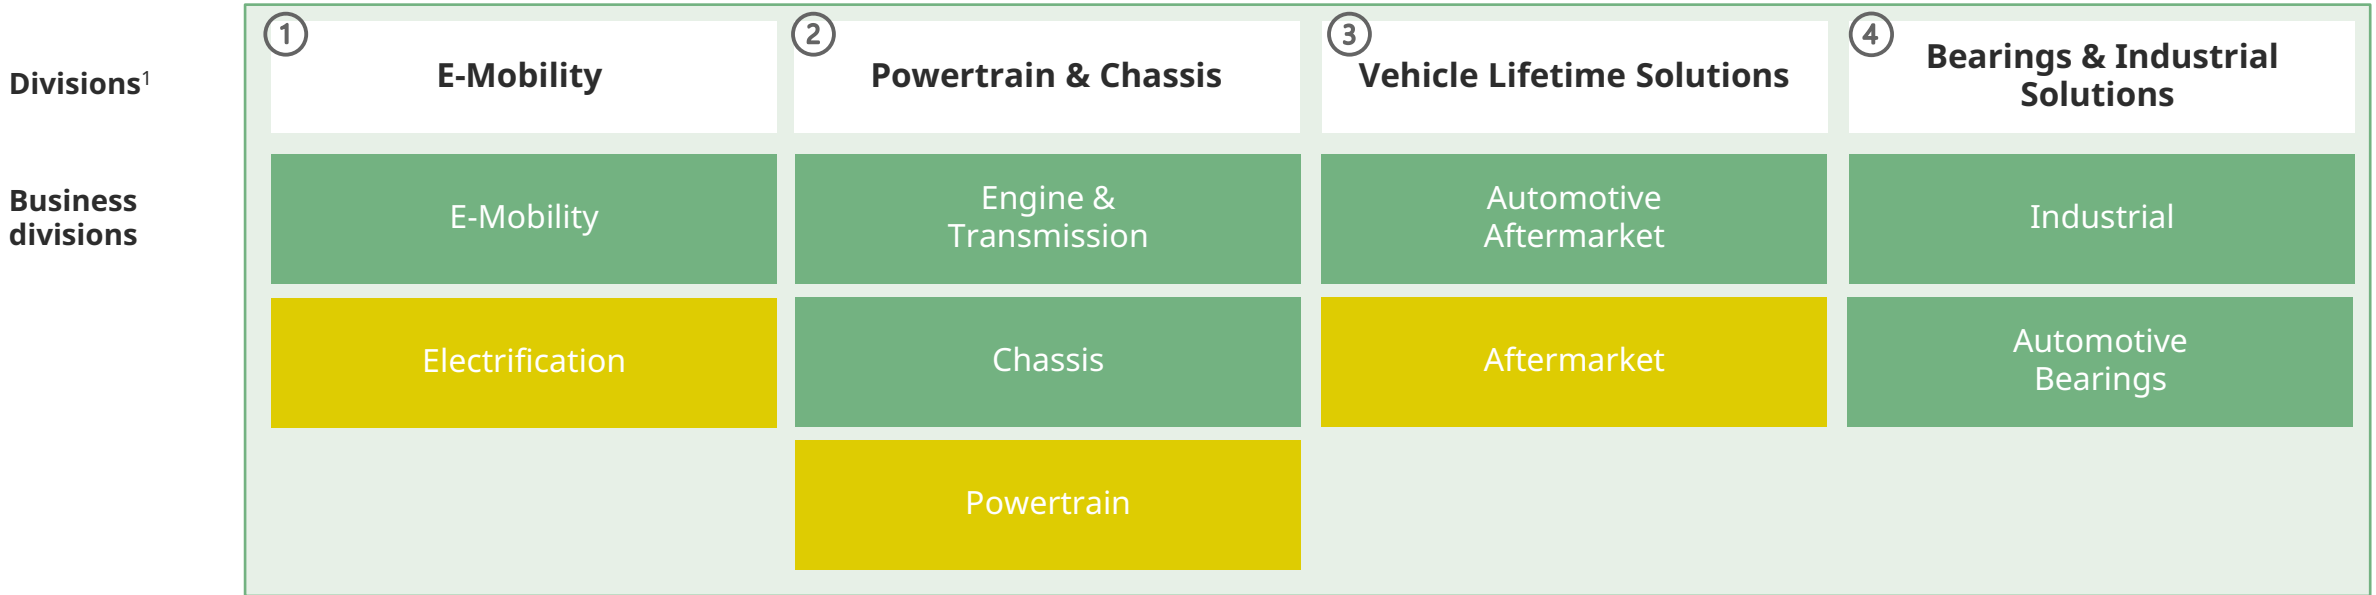 Divisions1
1
E-Mobility
2
Powertrain & Chassis
3
Vehicle Lifetime Solutions
4
Bearings & Industrial
Solutions
Business
divisions
E-Mobility
Engine &
Transmission
Automotive
Aftermarket
Industrial
Electrification
Chassis
Aftermarket
Automotive
Bearings
Powertrain